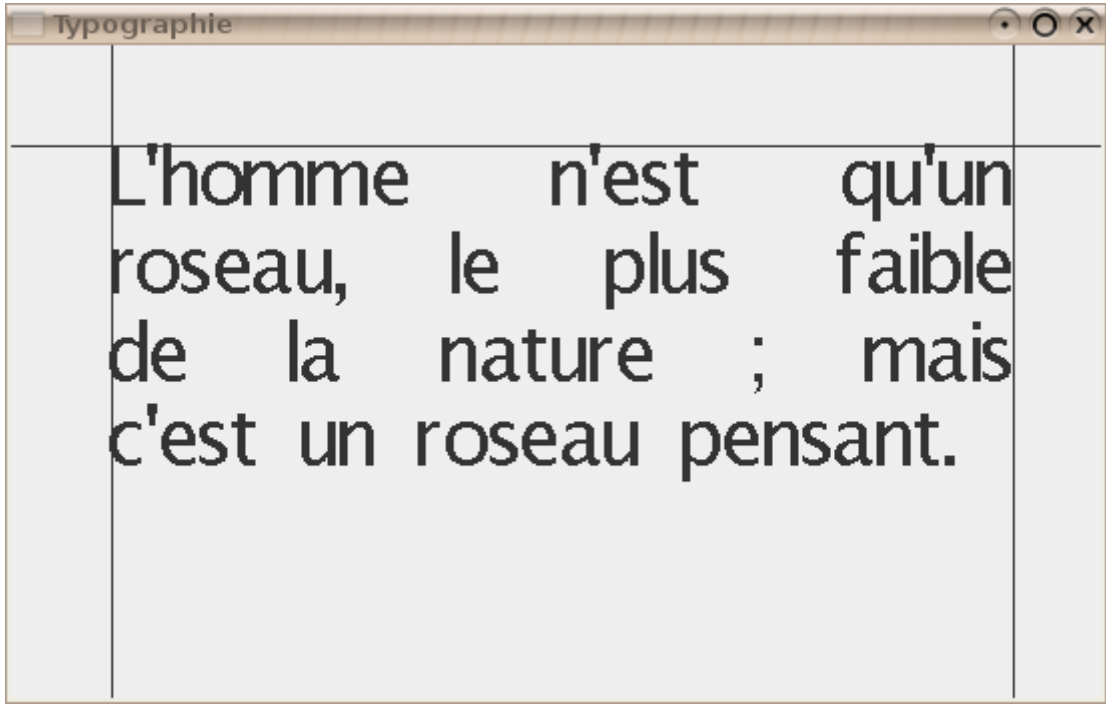 Typographie
L'homme n'est qu'un
roseau, le plus faible
de la nature ; mais
c'est un roseau pensant.